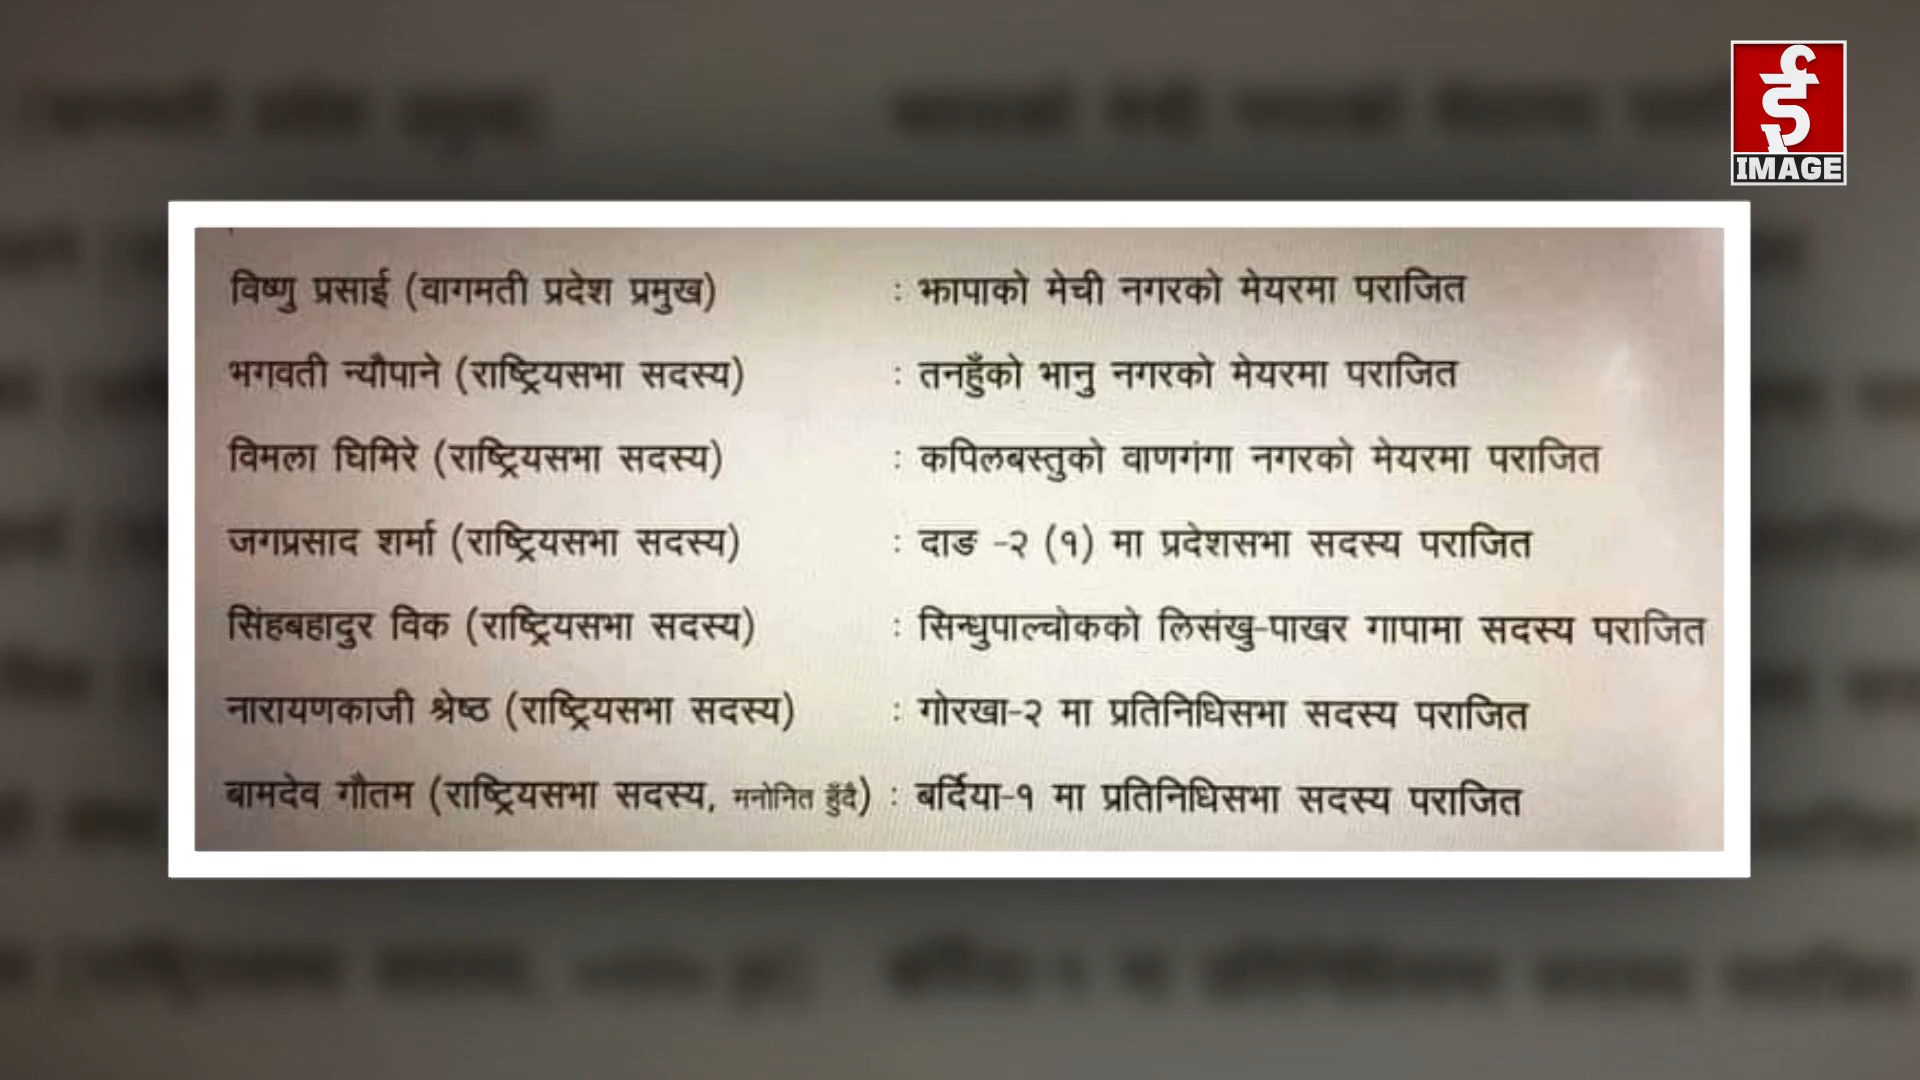 IMAGE
विष्णु प्रसाई (वागमती प्रदेश प्रमुख) : झापाको मेची नगरको मेयरमा पराजित
भगवती न्यौपाने (राष्ट्रियसभा सदस्य) : तनहुँको भानु नगरको मेयरमा पराजित
विमला घिमिरे (राष्ट्रियसभा सदस्य) : कपिलबस्तुको वाणगंगा नगरको मेयरमा पराजित
जगप्रसाद शर्मा (राष्ट्रियसभा सदस्य) : दाङ -२ (१) मा प्रदेशसभा सदस्य पराजित
सिंहबहादुर विक (राष्ट्रियसभा सदस्य) : सिन्धुपाल्चोकको लिसंखु-पाखर गापामा सदस्य पराजित
नारायणकाजी श्रेष्ठ (राष्ट्रियसभा सदस्य) : गोरखा-२ मा प्रतिनिधिसभा सदस्य पराजित
बामदेव गौतम (राष्ट्रियसभा सदस्य, मनोनित हुँदै) : बर्दिया-१ मा प्रतिनिधिसभा सदस्य पराजित